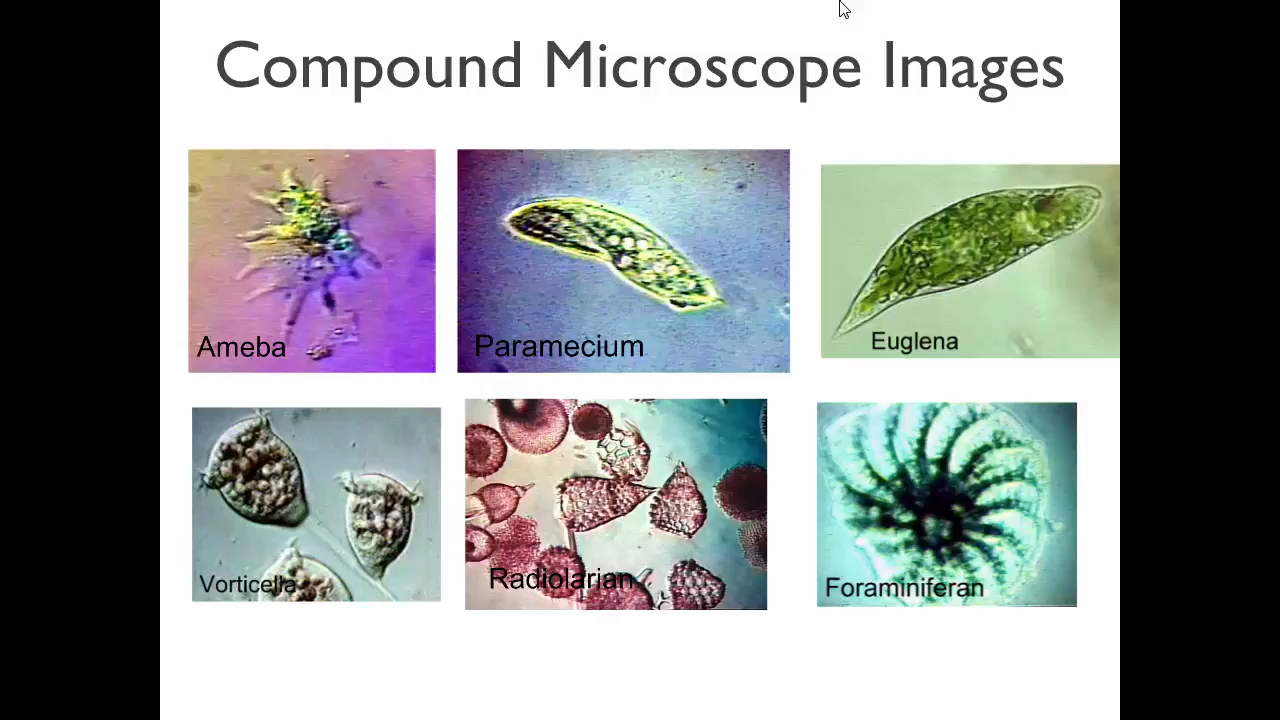 Compound Microscope Images
Ameba
Paramecium
Euglena
Vorticella
Radiolarian
Foraminiferan